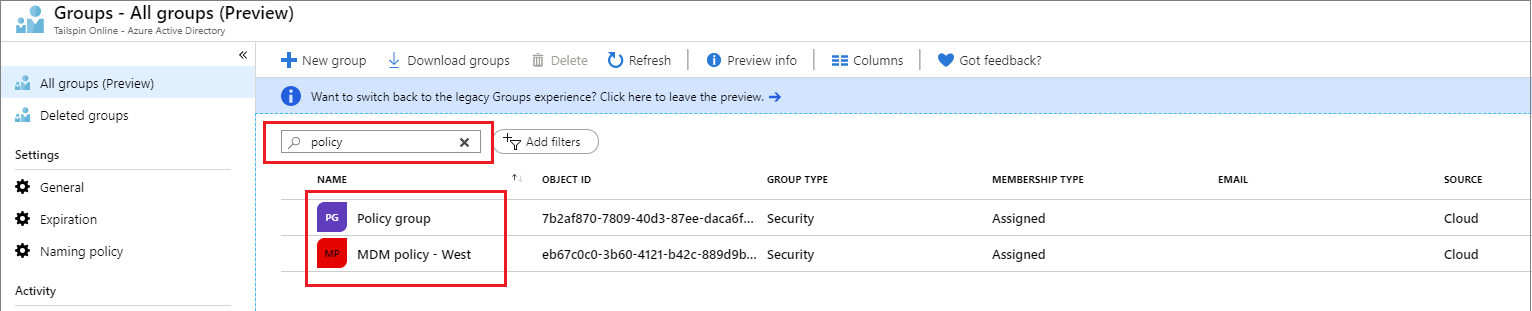 Groups - All groups (Preview)
Tailspin Online - Azure Active Directory
«
New group
Download groups
Delete
Refresh
Preview info
Columns
Got feedback?
All groups (Preview)
Deleted groups
Settings
General
Expiration
Naming policy
Activity
Want to switch back to the legacy Groups experience? Click here to leave the preview. →
policy
Add filters
NAME OBJECT ID GROUP TYPE MEMBERSHIP TYPE EMAIL SOURCE
PG Policy group 7b2af870-7809-40d3-87ee-daca6f... Security Assigned Cloud
MP MDM policy - West eb67c0c0-3b60-4121-b42c-889d9b... Security Assigned Cloud